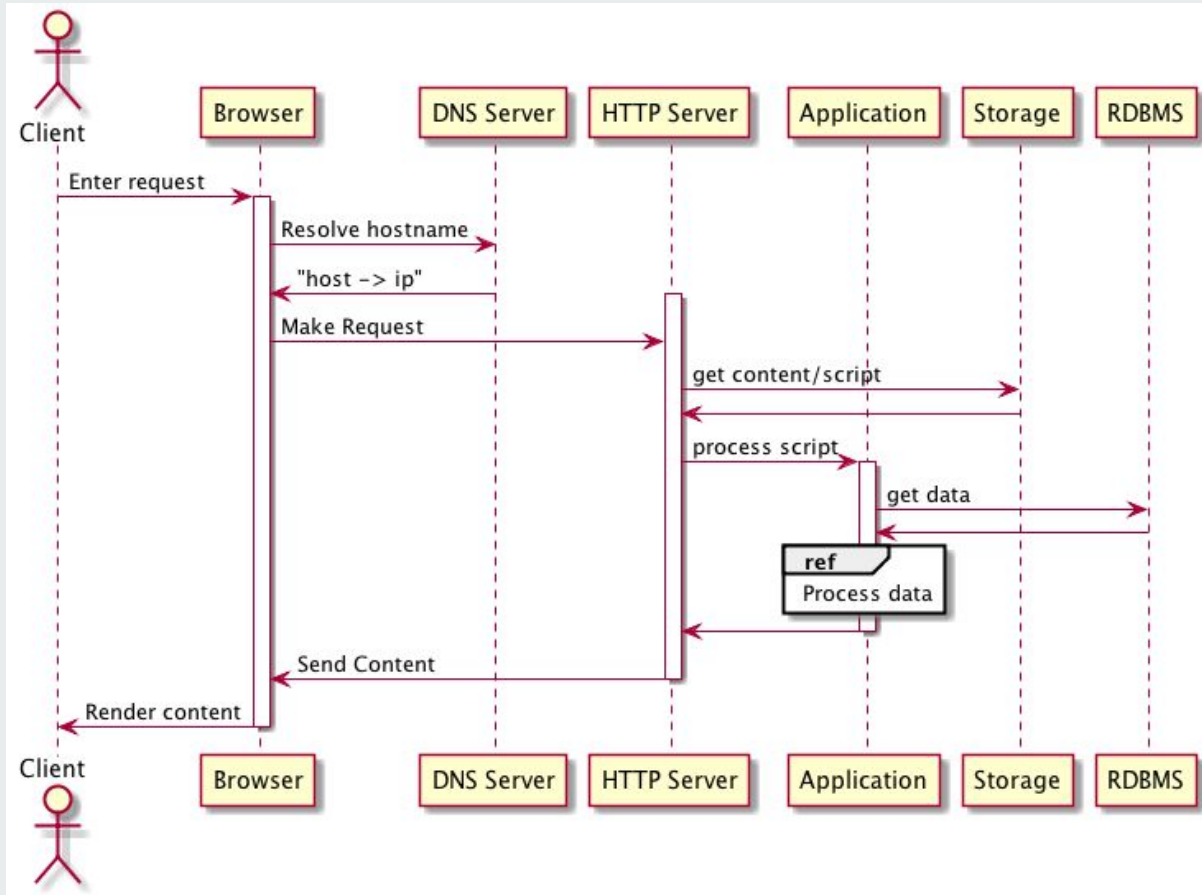 Client
Browser
DNS Server
HTTP Server
Application
Storage
RDBMS
Enter request
Resolve hostname
"host -> ip"
Make Request
get content/script
process script
get data
ref
Process data
Send Content
Render content
Client
Browser
DNS Server
HTTP Server
Application
Storage
RDBMS